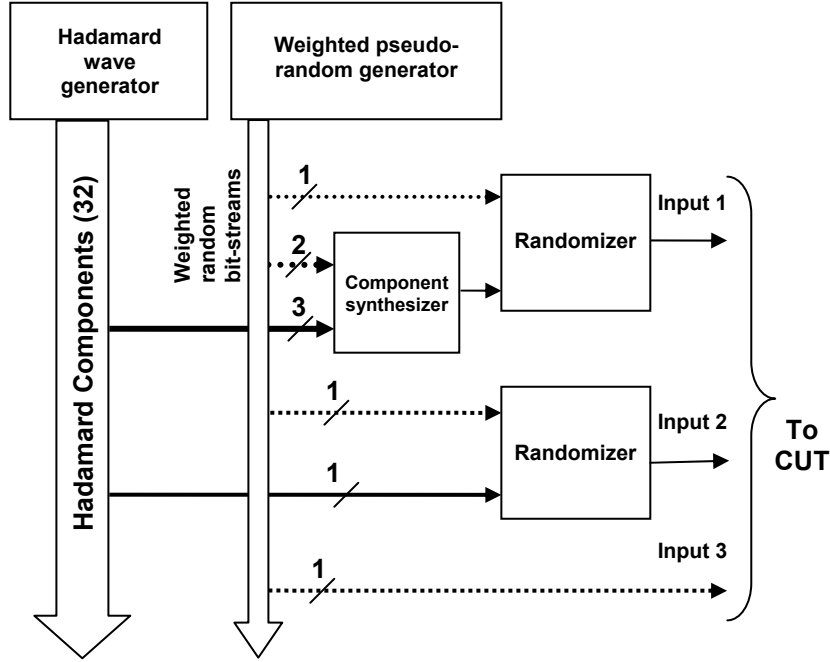 Hadamard
wave
generator
Weighted pseudo-
random generator
Hadamard Components (32)
Weighted
random
bit-streams
1
2
3
Component
synthesizer
Randomizer
Input 1
1
1
Randomizer
Input 2
1
Input 3
To
CUT